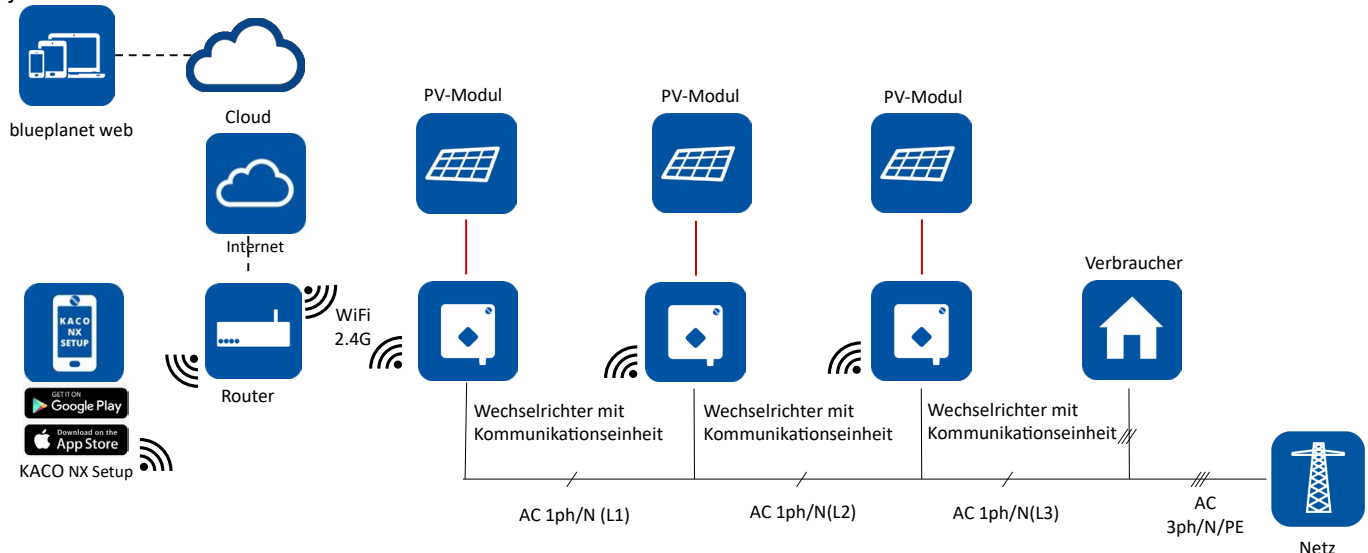 blueplanet web
Cloud
Internet
KACO
NX
SETUP
GET IT ON
Google Play
Download on the
App Store
KACO NX Setup
Router
WiFi
2.4G
PV-Modul
PV-Modul
PV-Modul
Wechselrichter mit
Kommunikationseinheit
Wechselrichter mit
Kommunikationseinheit
Wechselrichter mit
Kommunikationseinheit
Verbraucher
AC 1ph/N (L1)
AC 1ph/N(L2)
AC 1ph/N(L3)
AC
3ph/N/PE
Netz